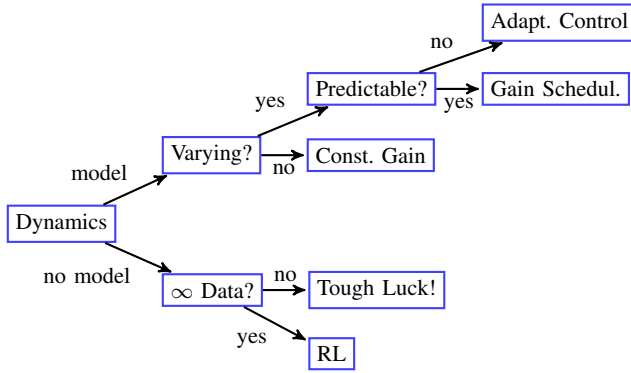 Adapt. Control
no
Predictable?
Gain Schedul.
yes
yes
Varying?
Const. Gain
no
model
Dynamics
no model
∞ Data?
no
Tough Luck!
yes
RL